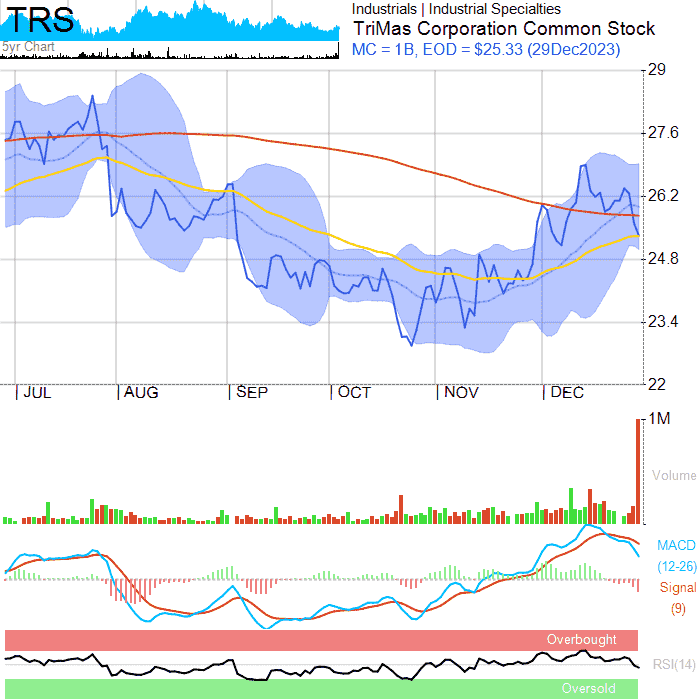 TRS
5yr Chart
Industrials | Industrial Specialties
TriMas Corporation Common Stock
MC = 1B, EOD = $25.33 (29Dec2023)
29
27.6
26.2
24.8
23.4
22
JUL AUG SEP OCT NOV DEC
1M
Volume
MACD
(12-26)
Signal
(9)
Overbought
RSI(14)
Oversold